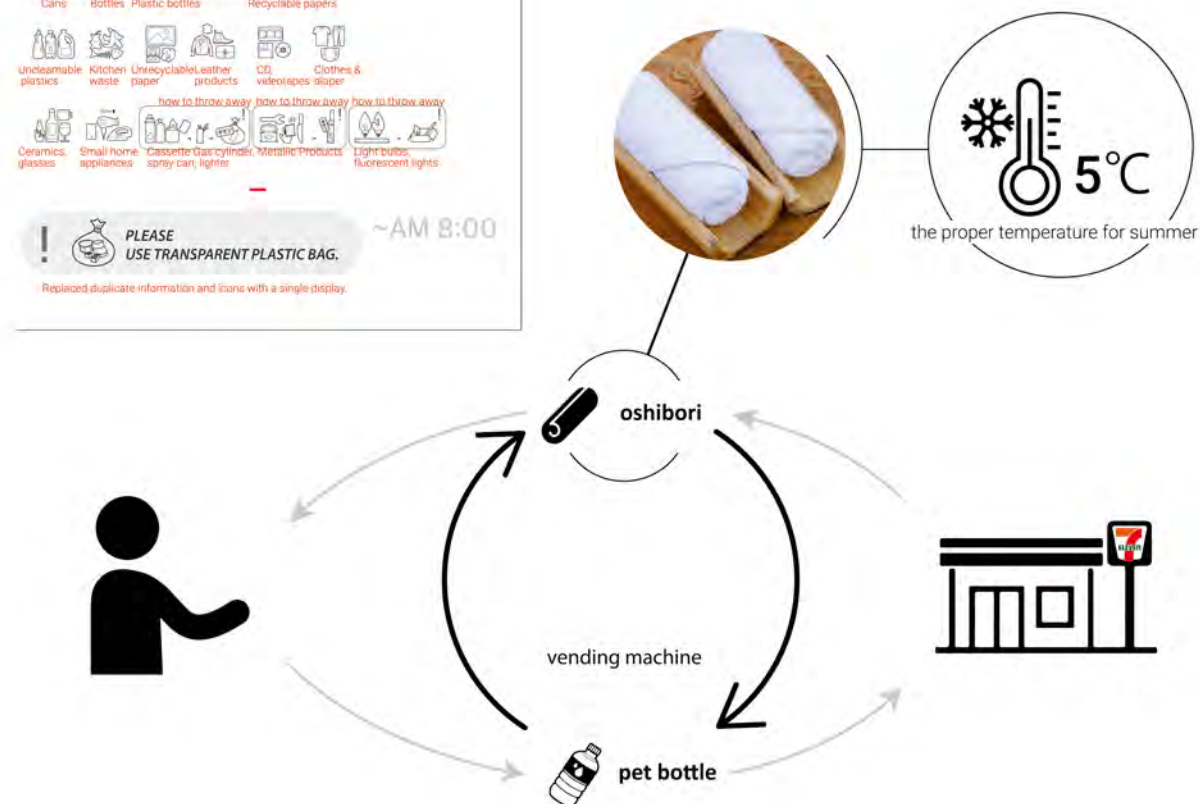 Cans Bottles Plastic bottles Recyclable papers
Uncleamable Kitchen Unrecyclable Leather CD, Clothes &
plastics waste paper products videotapes diaper
how to throw away how to throw away how to throw away
Ceramics, Small home Cassette Gas cylinder, Metallic Products Light bulbs,
glasses appliances spray can, lighter fluorescent lights
PLEASE
USE TRANSPARENT PLASTIC BAG.
~AM 8:00
Replaced duplicate information and icons with a single display.
5°C
the proper temperature for summer
oshibori
7
ELEVEN
vending machine
pet bottle